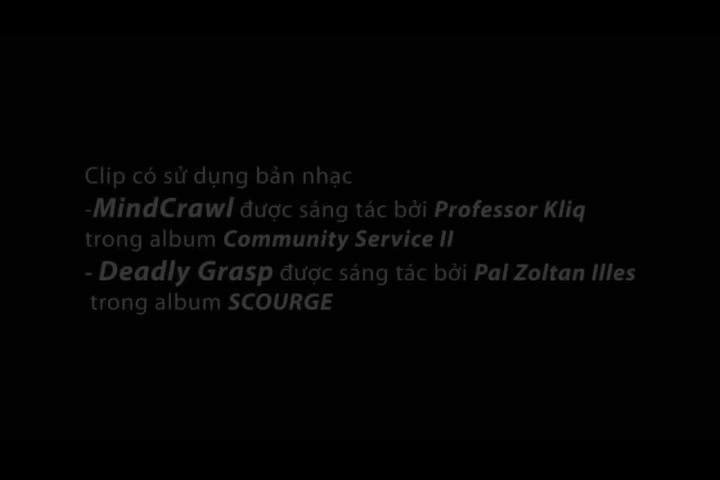 Clip có sử dụng bản nhạc
-MindCrawl được sáng tác bởi Professor Kliq
trong album Community Service II
- Deadly Grasp được sáng tác bởi Pal Zoltan Illes
trong album SCOURGE